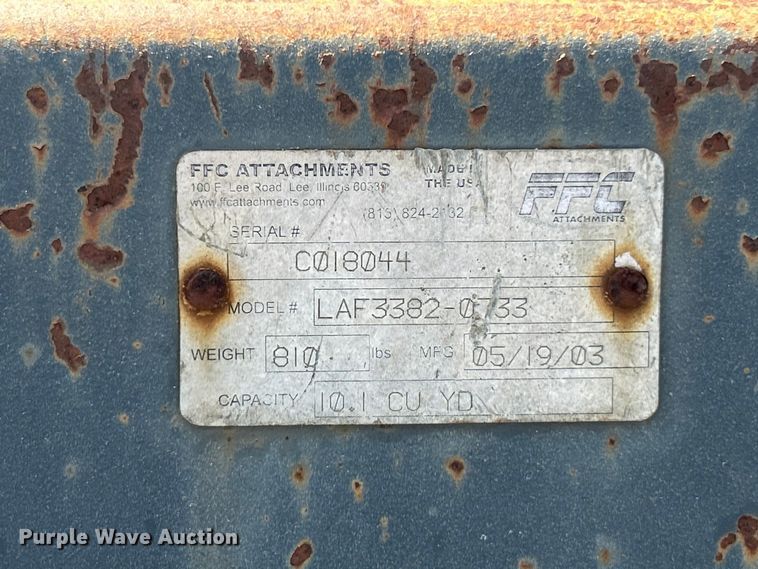 FFC ATTACHMENTS
100 E. Lee Road, Lee, Illinois
www.ffcattachments.com
(815) 824-2132
MADE
THE USA
FFC
ATTACHMENTS
SERIAL #
C018044
MODEL # LAF3382-0733
WEIGHT 810 lbs MFG 05/19/03
CAPACITY 10.1 CU YD
Purple Wave Auction